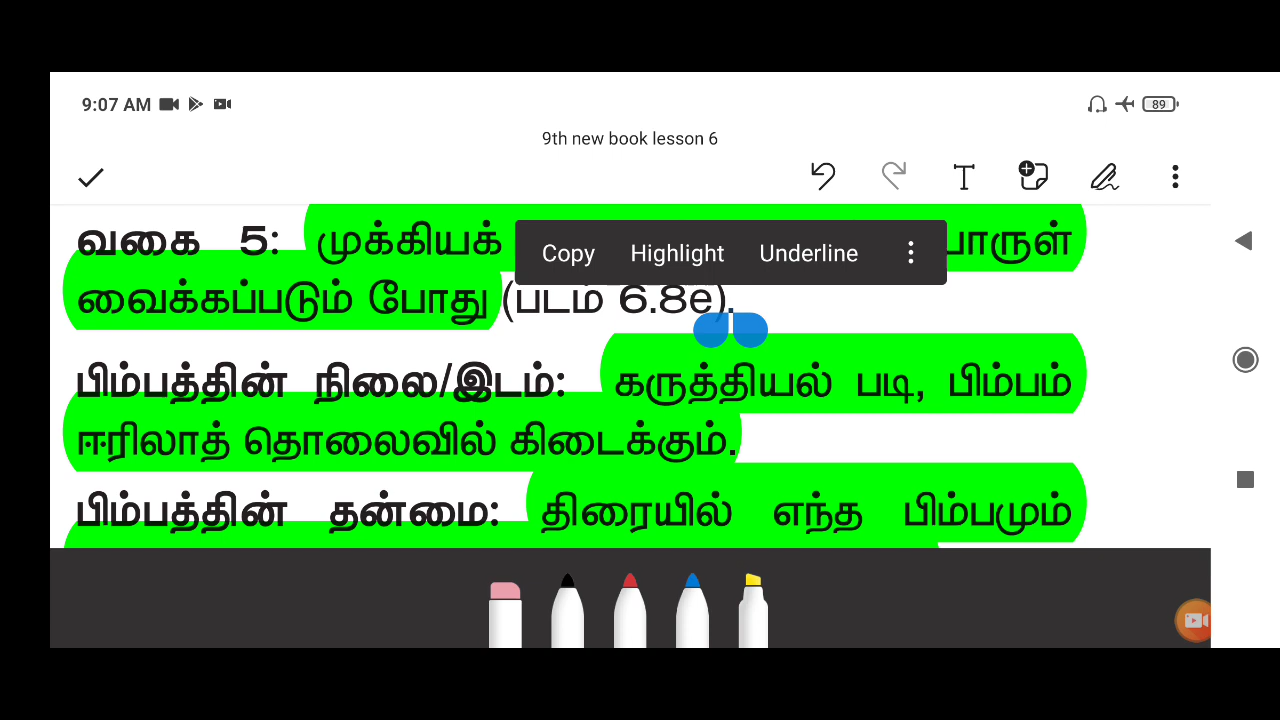 9:07 AM 89
9th new book lesson 6
வகை 5: முக்கியக்
Copy Highlight Underline
வைக்கப்படும் போது (படம் 6.8e).
பிம்பத்தின் நிலை/இடம்: கருத்தியல் படி, பிம்பம்
ஈரிலாத் தொலைவில் கிடைக்கும்.
பிம்பத்தின் தன்மை: திரையில் எந்த பிம்பமும்